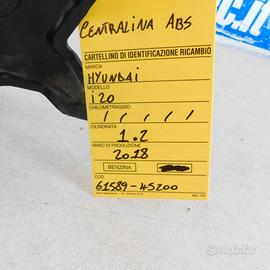 CENTRALINA ABS
CARTELLINO DI IDENTIFICAZIONE RICAMBIO
MARCA
HYUNDAI
MODELLO
i20
CHILOMETRAGGIO
/ / / / /
CILINDRATA
1.2
ANNO DI PRODUZIONE
2018
BENZINA
COD.
61589-45200
subito